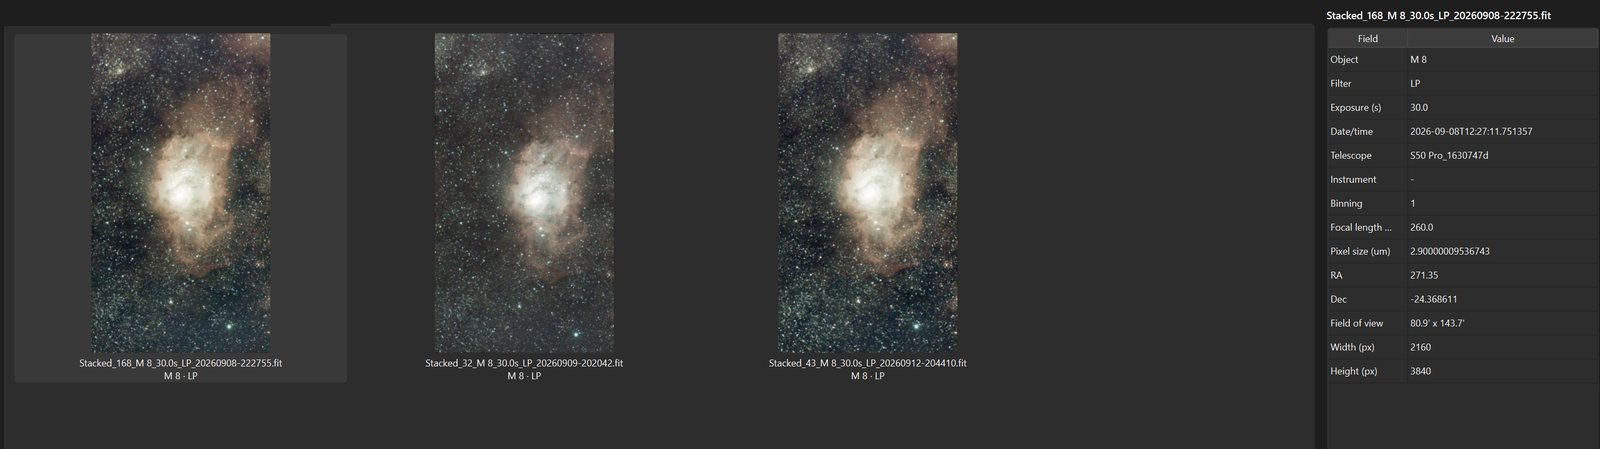 Stacked_168_M 8_30.0s_LP_20260908-222755.fit
M 8 · LP
Stacked_32_M 8_30.0s_LP_20260909-202042.fit
M 8 · LP
Stacked_43_M 8_30.0s_LP_20260912-204410.fit
M 8 · LP
Stacked_168_M 8_30.0s_LP_20260908-222755.fit
Field Value
Object M 8
Filter LP
Exposure (s) 30.0
Date/time 2026-09-08T12:27:11.751357
Telescope S50 Pro_1630747d
Instrument -
Binning 1
Focal length ... 260.0
Pixel size (um) 2.90000009536743
RA 271.35
Dec -24.368611
Field of view 80.9' x 143.7'
Width (px) 2160
Height (px) 3840